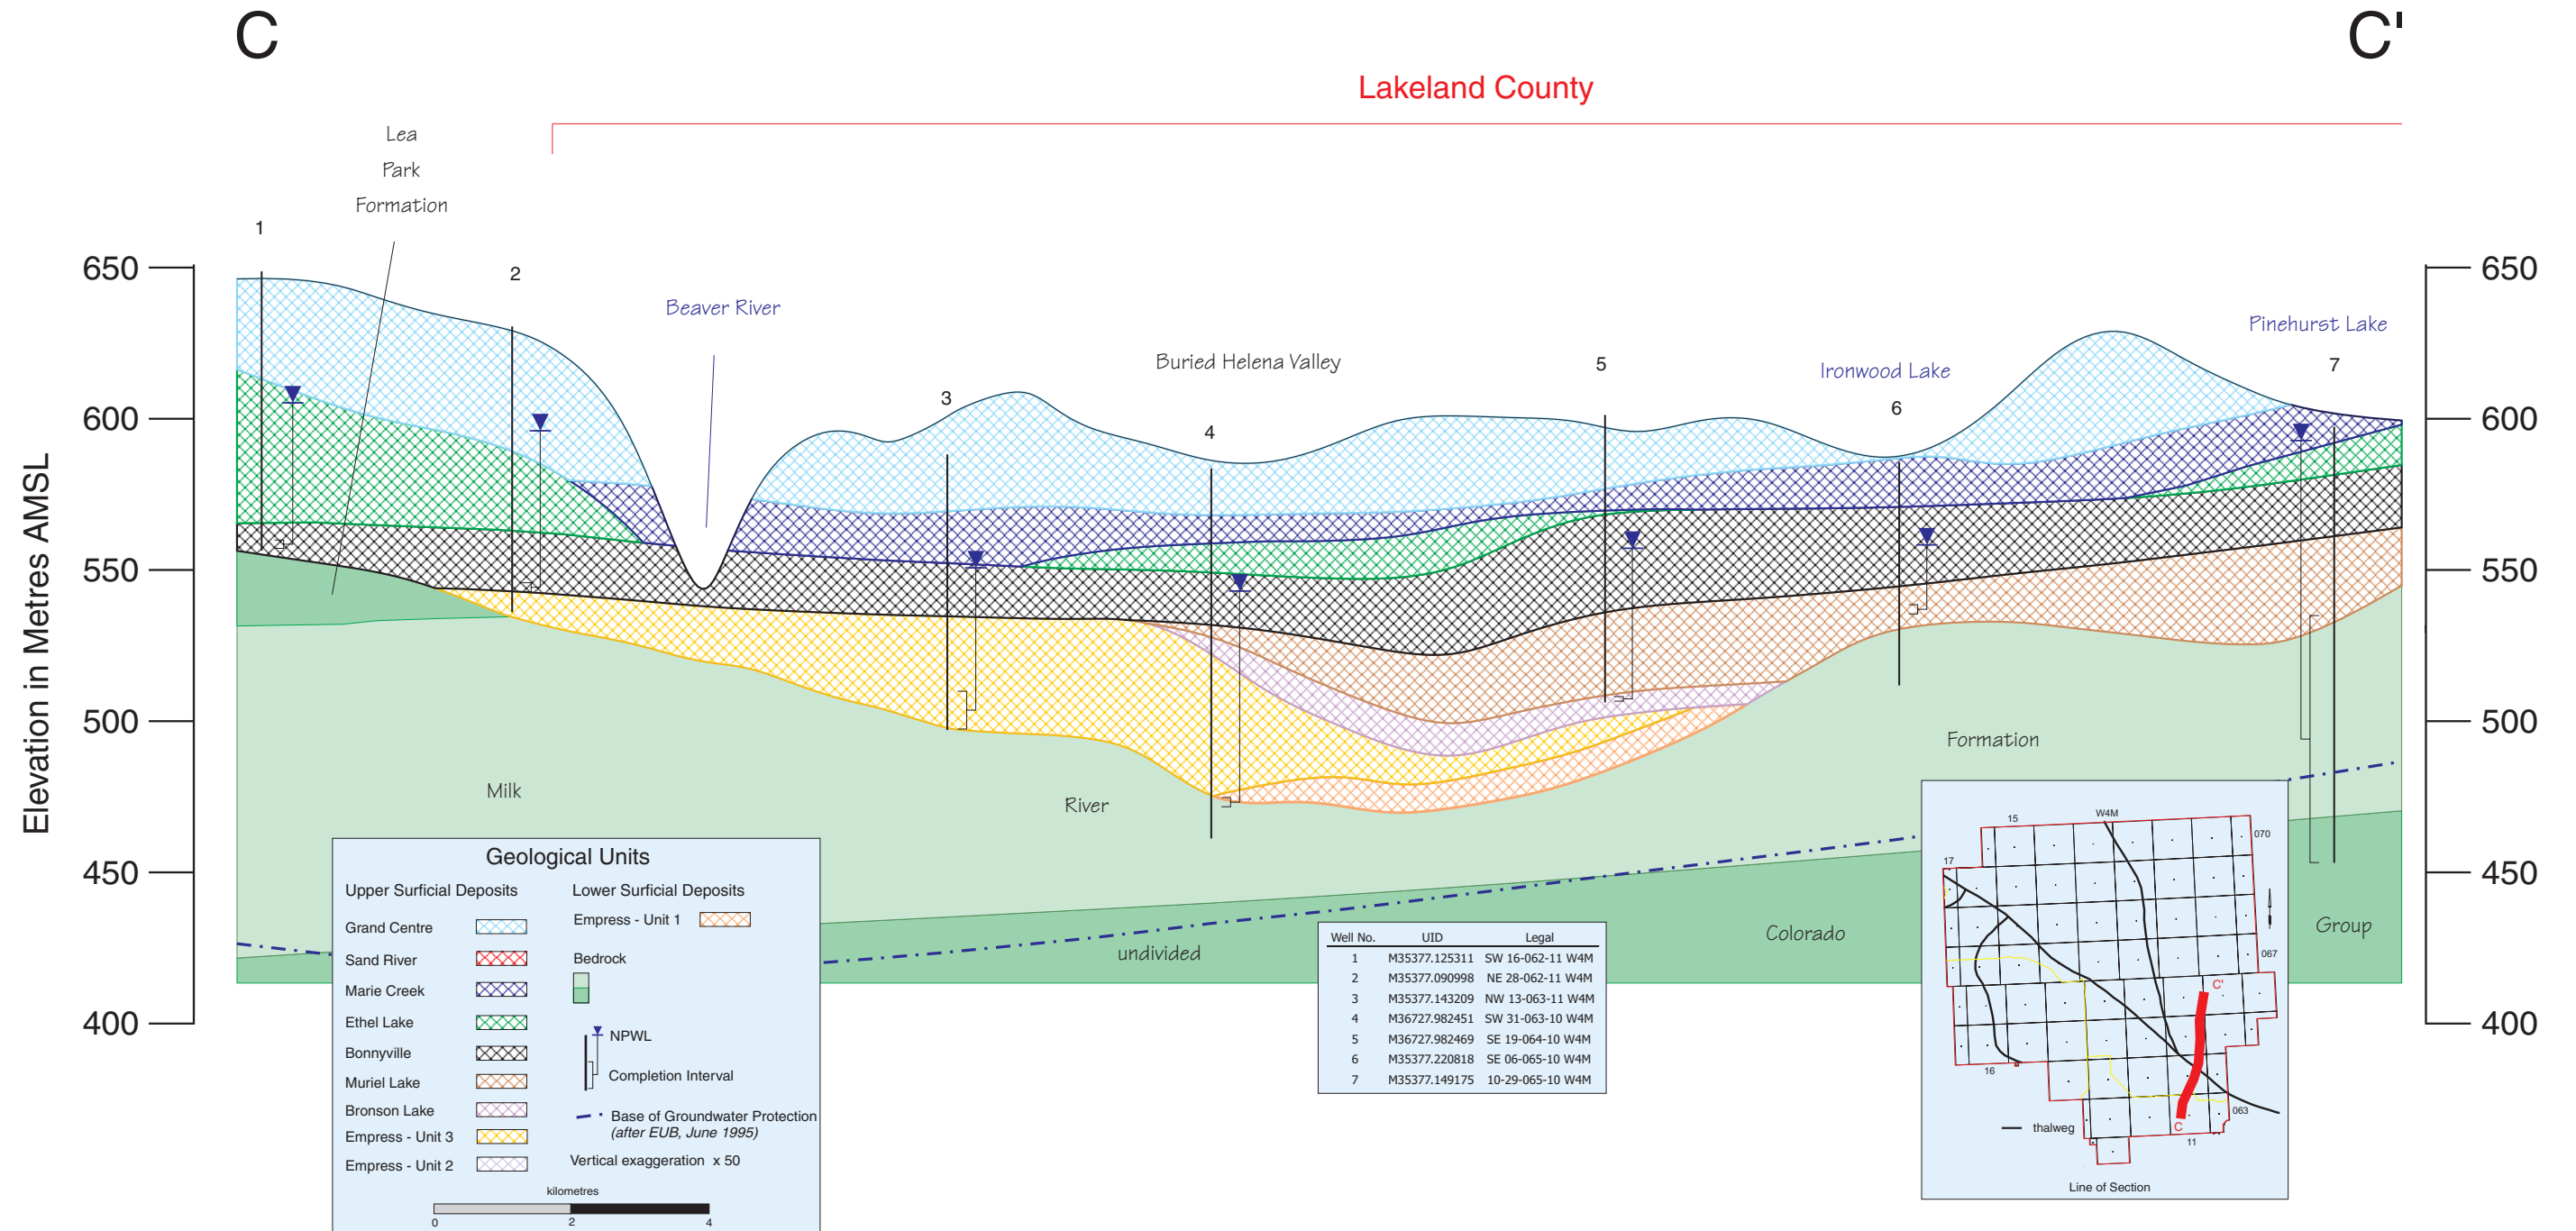 C
C'
Lakeland County
Lea
Park
Formation
1
2
Beaver River
3
Buried Helena Valley
4
5
Ironwood Lake
6
Pinehurst Lake
7
Elevation in Metres AMSL
650
600
550
500
450
400
650
600
550
500
450
400
Milk
River
Formation
undivided
Colorado
Group
Geological Units
Upper Surficial Deposits
Grand Centre
Sand River
Marie Creek
Ethel Lake
Bonnyville
Muriel Lake
Bronson Lake
Empress - Unit 3
Empress - Unit 2
Lower Surficial Deposits
Empress - Unit 1
Bedrock
NPWL
Completion Interval
Base of Groundwater Protection
(after EUB, June 1995)
Vertical exaggeration x 50
kilometres
0 2 4
Well No. UID Legal
1 M35377.125311 SW 16-062-11 W4M
2 M35377.090998 NE 28-062-11 W4M
3 M35377.143209 NW 13-063-11 W4M
4 M36727.982451 SW 31-063-10 W4M
5 M36727.982469 SE 19-064-10 W4M
6 M35377.220818 SE 06-065-10 W4M
7 M35377.149175 10-29-065-10 W4M
15
W4M
070
17
067
C'
16
063
C
11
thalweg
Line of Section